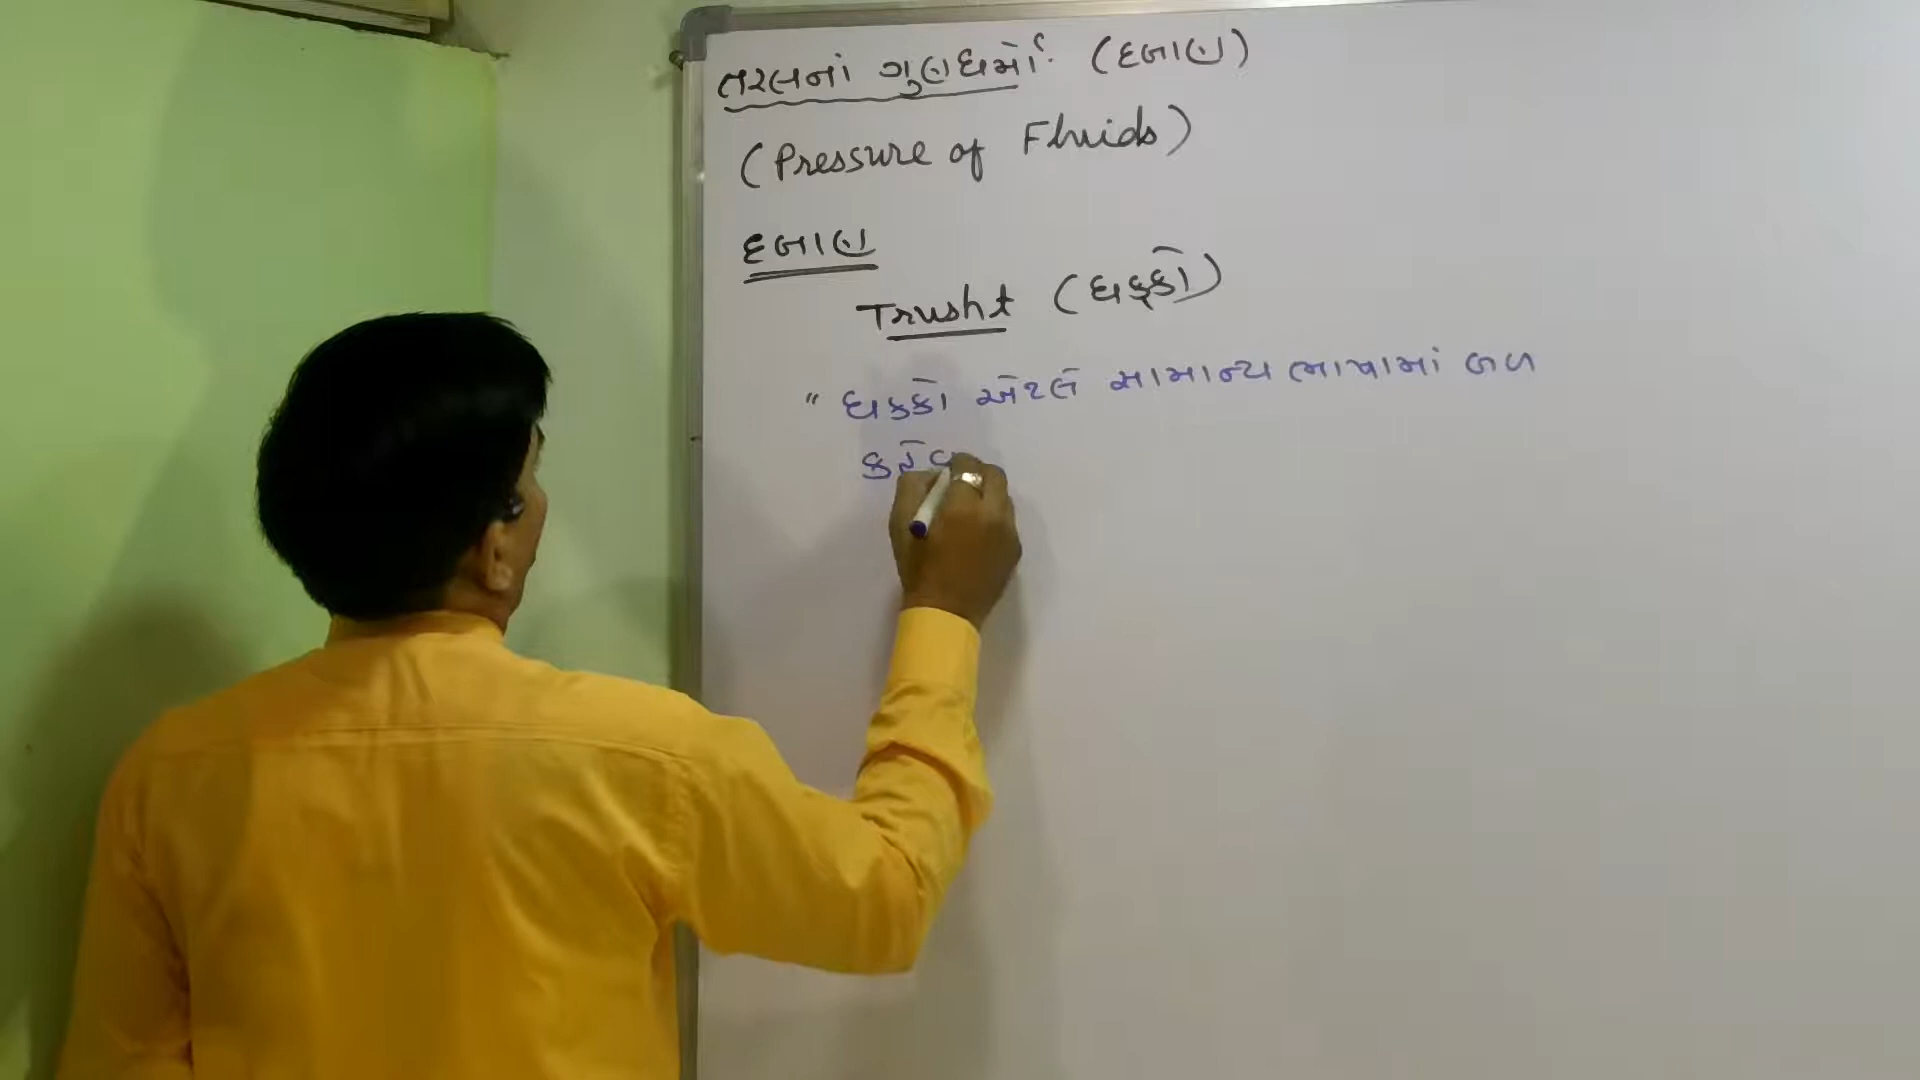 તરલનાં ગુણધર્મો. (દબાણ)
(Pressure of Fluids)
દબાણ
Trusht (ધક્કો)
" ધક્કો એટલે સામાન્ય ભાષામાં બળ